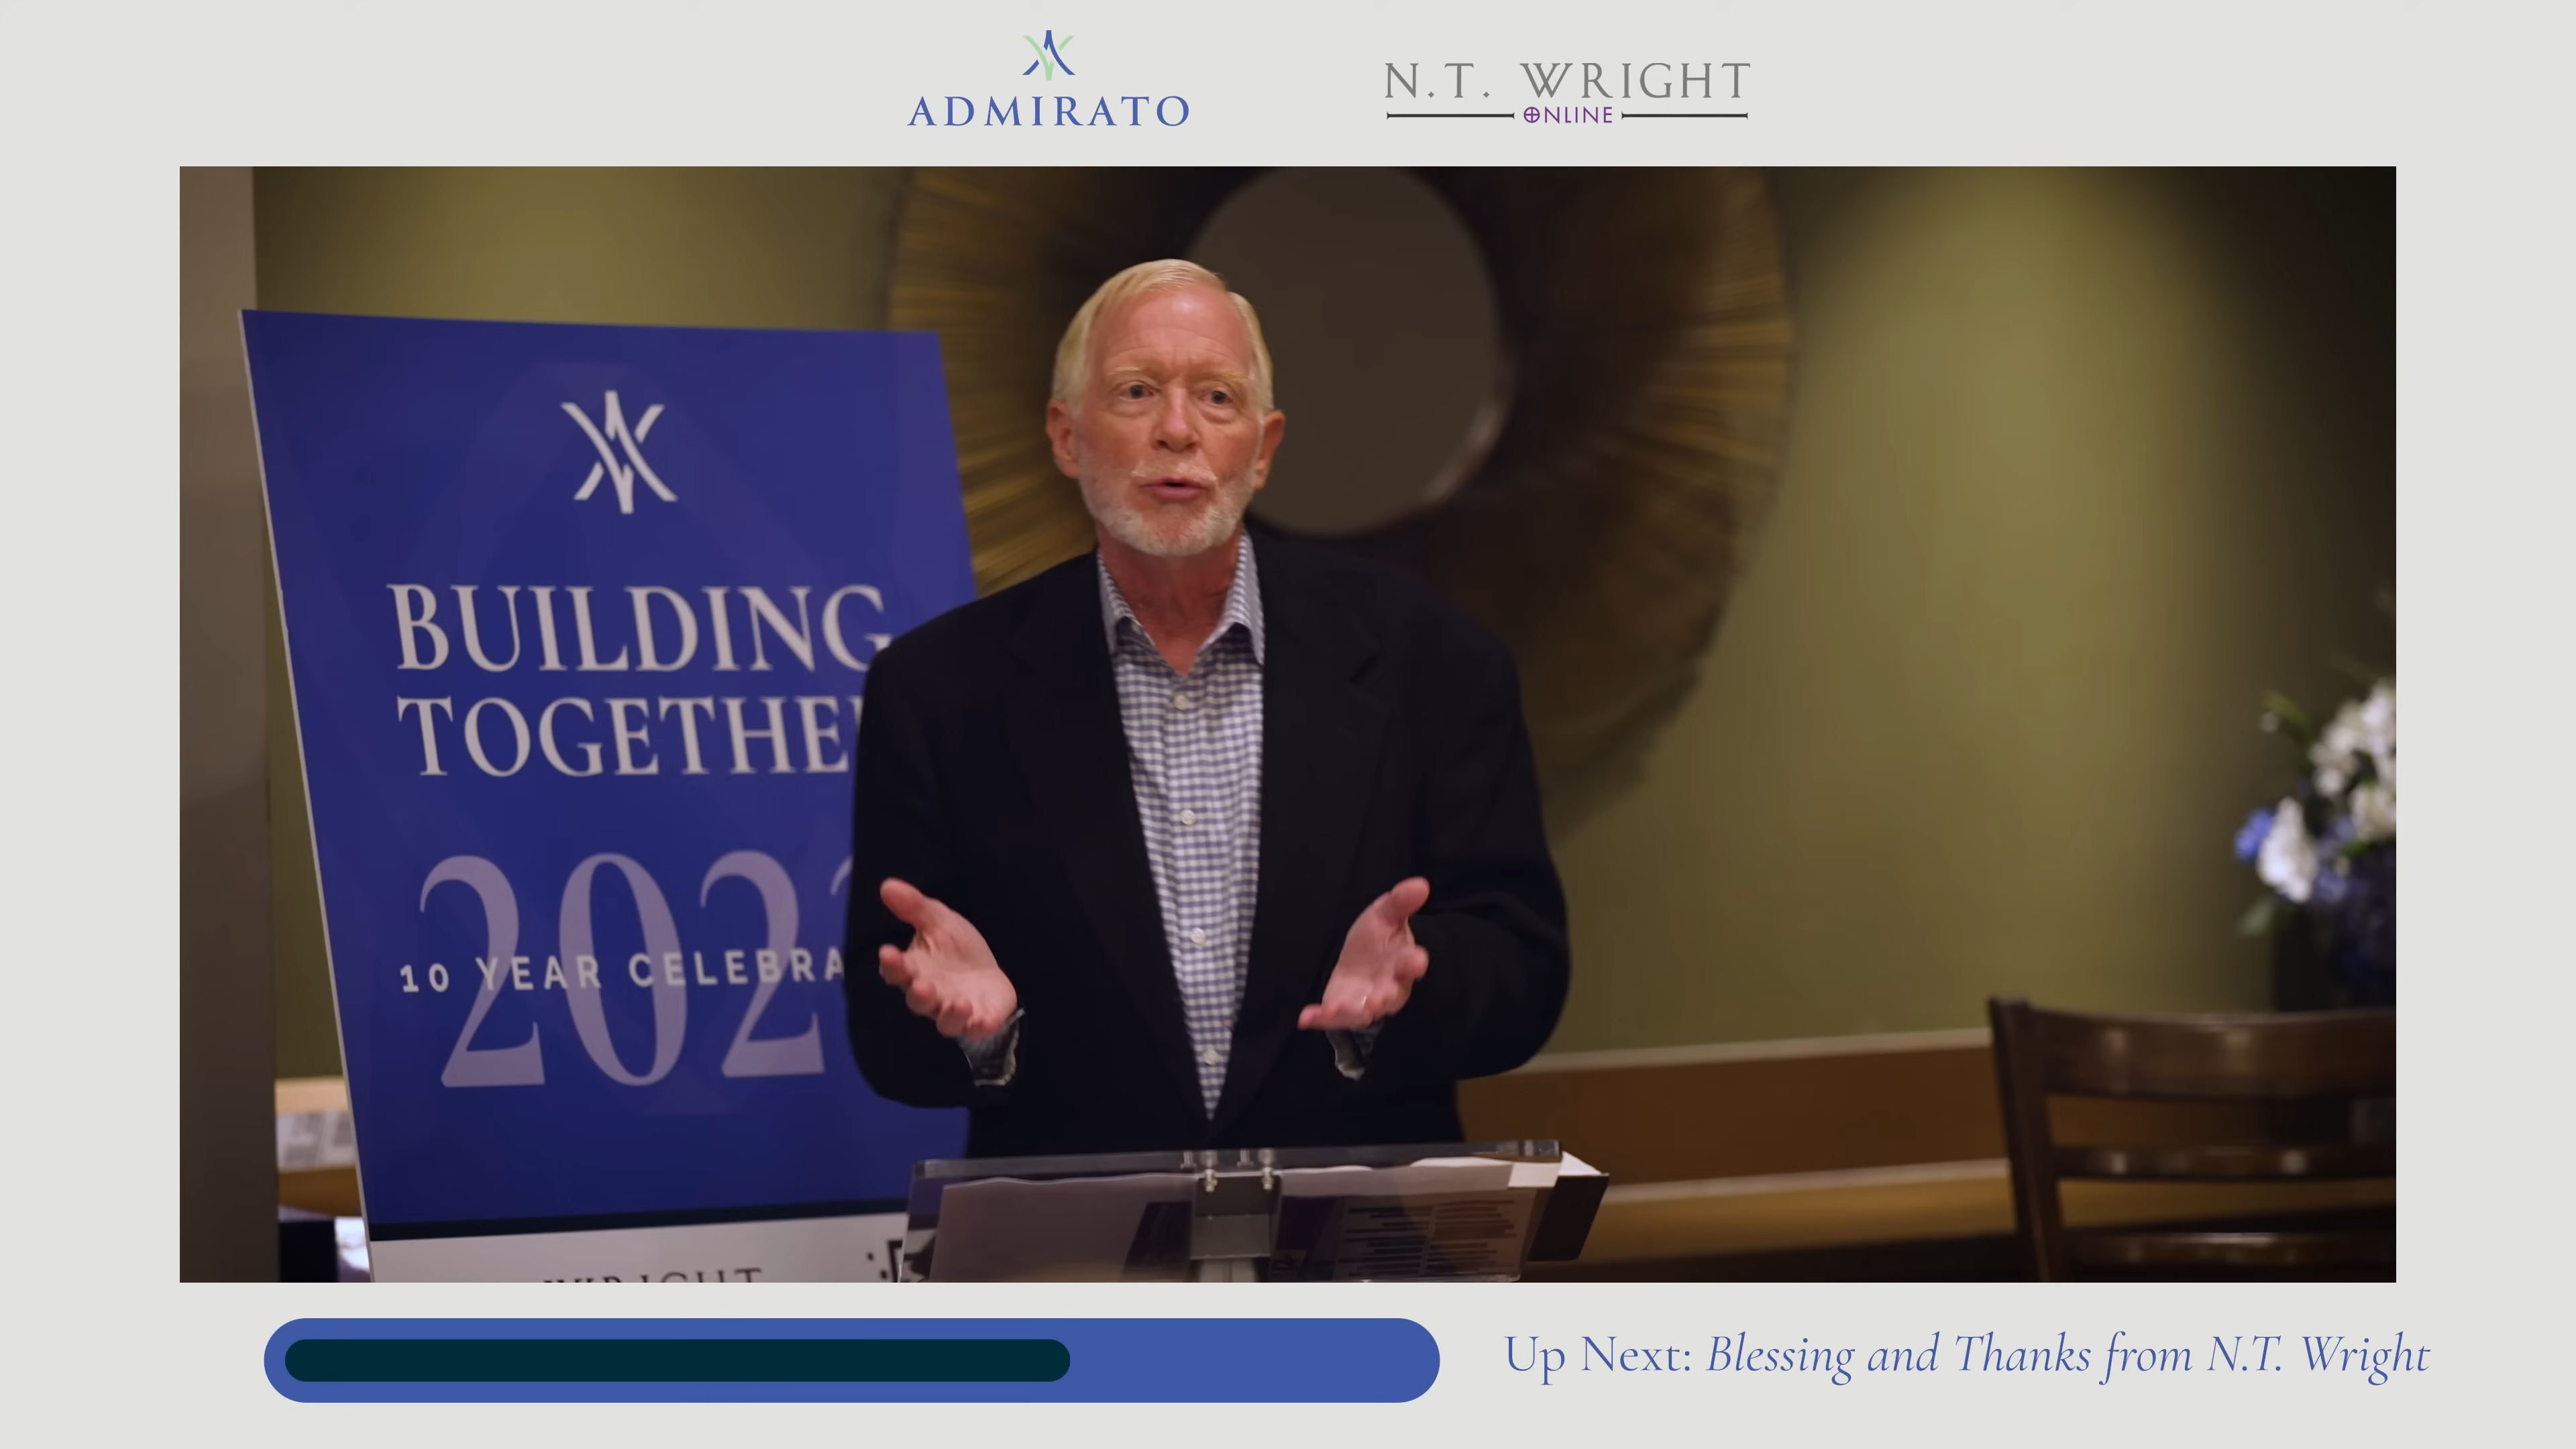 ADMIRATO
N.T. WRIGHT
ONLINE
BUILDING
TOGETHE
202
10 YEAR CELEBRA
Up Next: Blessing and Thanks from N.T. Wright